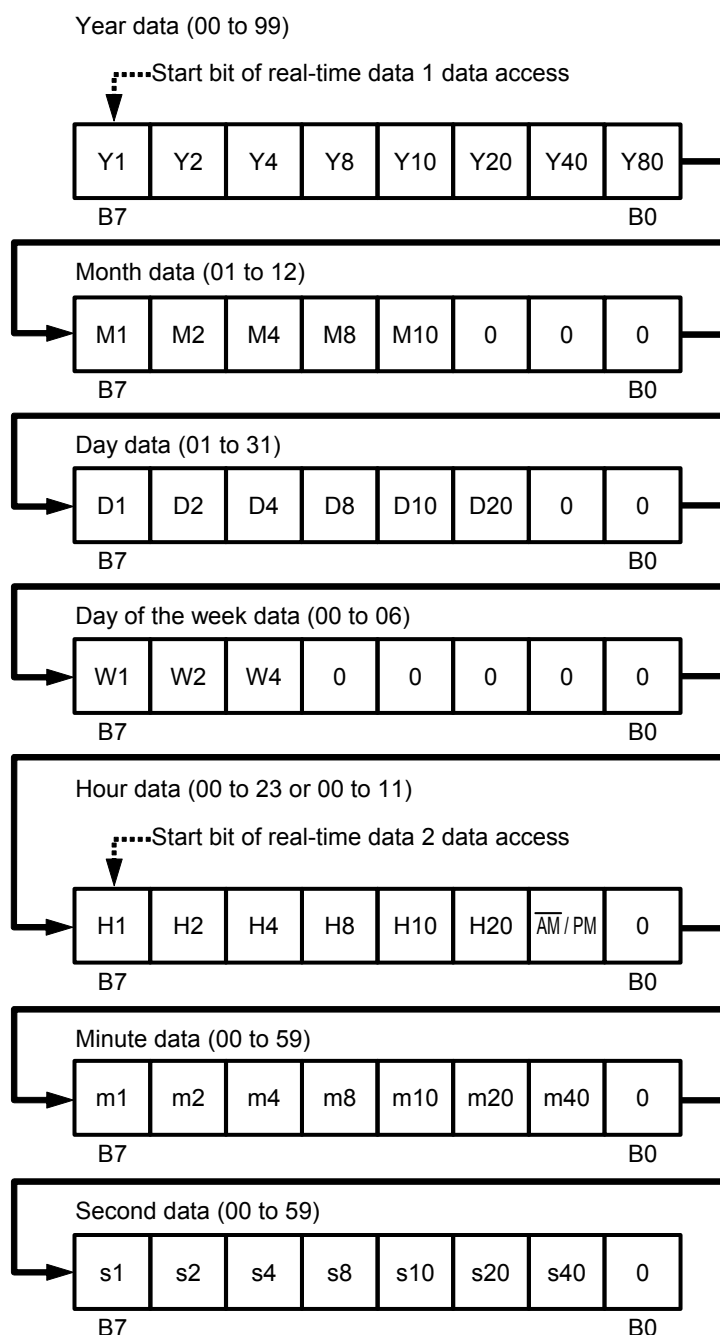 Year data (00 to 99)
Start bit of real-time data 1 data access
Y1 Y2 Y4 Y8 Y10 Y20 Y40 Y80
B7 B0
Month data (01 to 12)
M1 M2 M4 M8 M10 0 0 0
B7 B0
Day data (01 to 31)
D1 D2 D4 D8 D10 D20 0 0
B7 B0
Day of the week data (00 to 06)
W1 W2 W4 0 0 0 0 0
B7 B0
Hour data (00 to 23 or 00 to 11)
Start bit of real-time data 2 data access
H1 H2 H4 H8 H10 H20 A̅M̅ / PM 0
B7 B0
Minute data (00 to 59)
m1 m2 m4 m8 m10 m20 m40 0
B7 B0
Second data (00 to 59)
s1 s2 s4 s8 s10 s20 s40 0
B7 B0